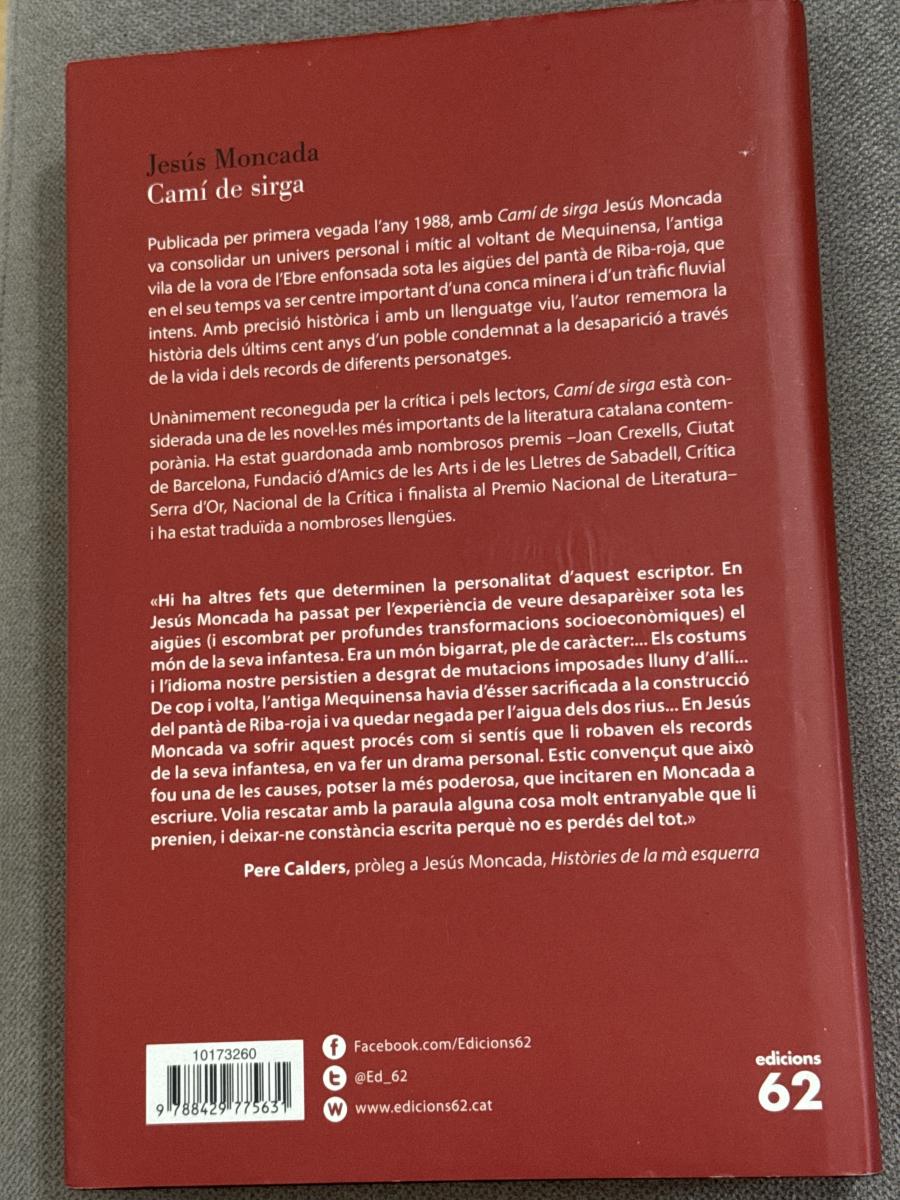 Jesús Moncada
Camí de sirga
Publicada per primera vegada l'any 1988, amb Camí de sirga Jesús Moncada
va consolidar un univers personal i mític al voltant de Mequinensa, l'antiga
vila de la vora de l'Ebre enfonsada sota les aigües del pantà de Riba-roja, que
en el seu temps va ser centre important d'una conca minera i d'un tràfic fluvial
intens. Amb precisió històrica i amb un llenguatge viu, l'autor rememora la
història dels últims cent anys d'un poble condemnat a la desaparició a través
de la vida i dels records de diferents personatges.
Unànimement reconeguda per la crítica i pels lectors, Camí de sirga està con-
siderada una de les novel·les més importants de la literatura catalana contem-
porània. Ha estat guardonada amb nombrosos premis –Joan Crexells, Ciutat
de Barcelona, Fundació d'Amics de les Arts i de les Lletres de Sabadell, Crítica
Serra d'Or, Nacional de la Crítica i finalista al Premio Nacional de Literatura–
i ha estat traduïda a nombroses llengües.
«Hi ha altres fets que determinen la personalitat d'aquest escriptor. En
Jesús Moncada ha passat per l'experiència de veure desaparèixer sota les
aigües (i escombrat per profundes transformacions socioeconòmiques) el
món de la seva infantesa. Era un món bigarrat, ple de caràcter:... Els costums
i l'idioma nostre persistien a desgrat de mutacions imposades lluny d'allí...
De cop i volta, l'antiga Mequinensa havia d'ésser sacrificada a la construcció
del pantà de Riba-roja i va quedar negada per l'aigua dels dos rius... En Jesús
Moncada va sofrir aquest procés com si sentís que li robaven els records
de la seva infantesa, en va fer un drama personal. Estic convençut que això
fou una de les causes, potser la més poderosa, que incitaren en Moncada a
escriure. Volia rescatar amb la paraula alguna cosa molt entranyable que li
prenien, i deixar-ne constància escrita perquè no es perdés del tot.»
Pere Calders, pròleg a Jesús Moncada, Històries de la mà esquerra
10173260
9 788429 775631
Facebook.com/Edicions62
@Ed_62
www.edicions62.cat
edicions
62